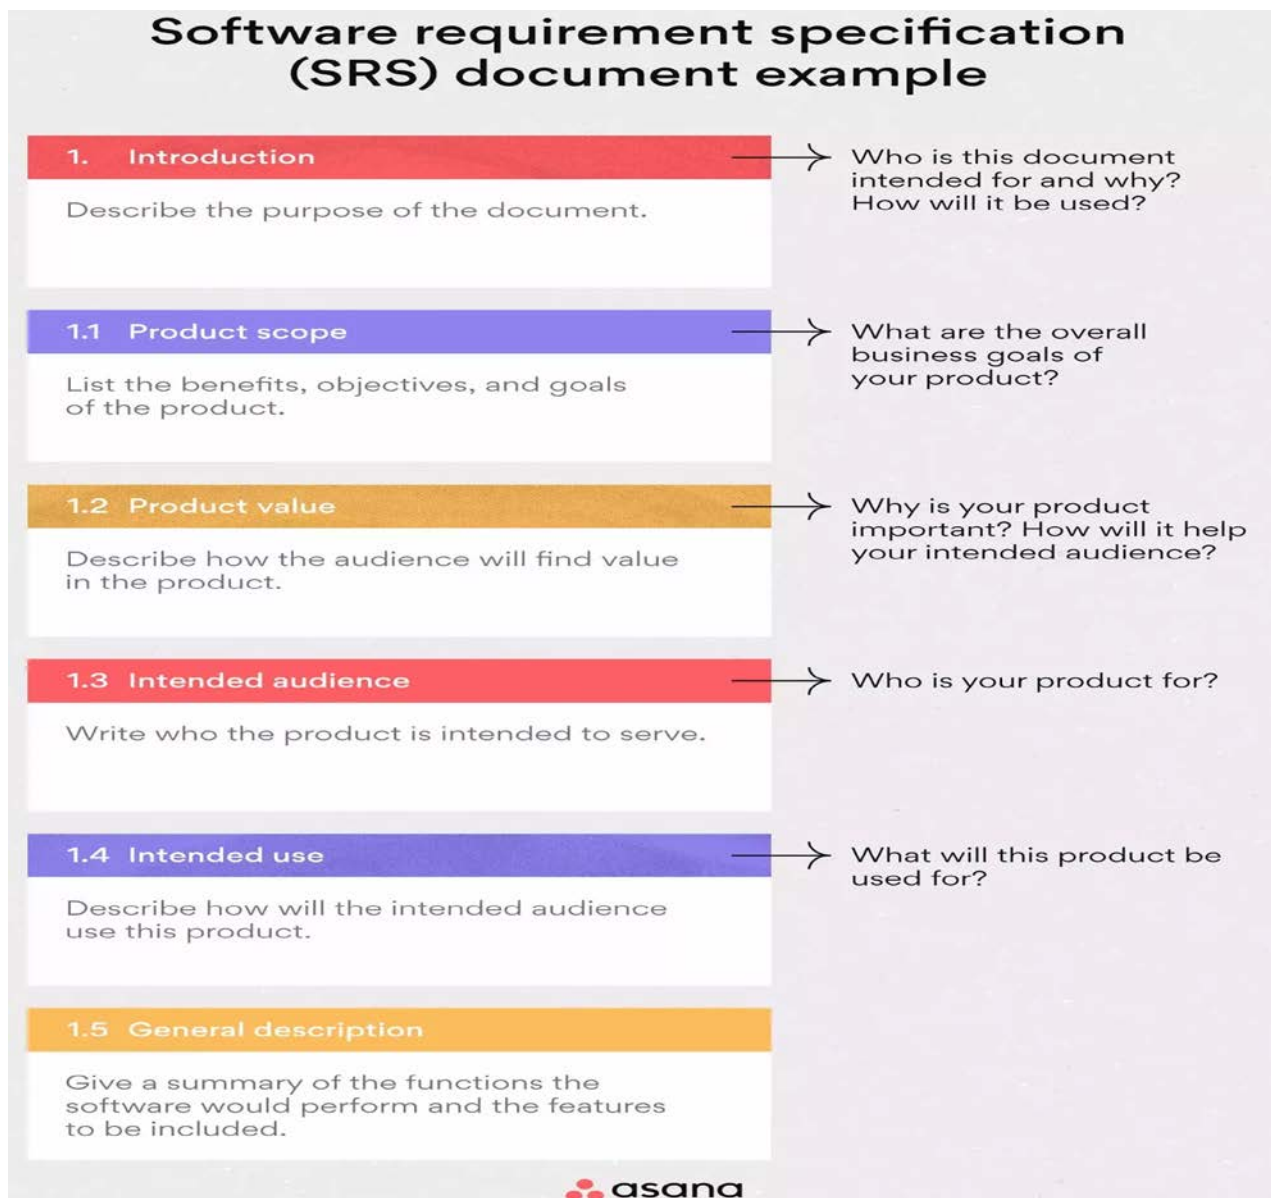 Software requirement specification
(SRS) document example
1. Introduction
Who is this document
intended for and why?
How will it be used?
Describe the purpose of the document.
1.1 Product scope
What are the overall
business goals of
your product?
List the benefits, objectives, and goals
of the product.
1.2 Product value
Why is your product
important? How will it help
your intended audience?
Describe how the audience will find value
in the product.
1.3 Intended audience
Who is your product for?
Write who the product is intended to serve.
1.4 Intended use
What will this product be
used for?
Describe how will the intended audience
use this product.
1.5 General description
Give a summary of the functions the
software would perform and the features
to be included.
asana